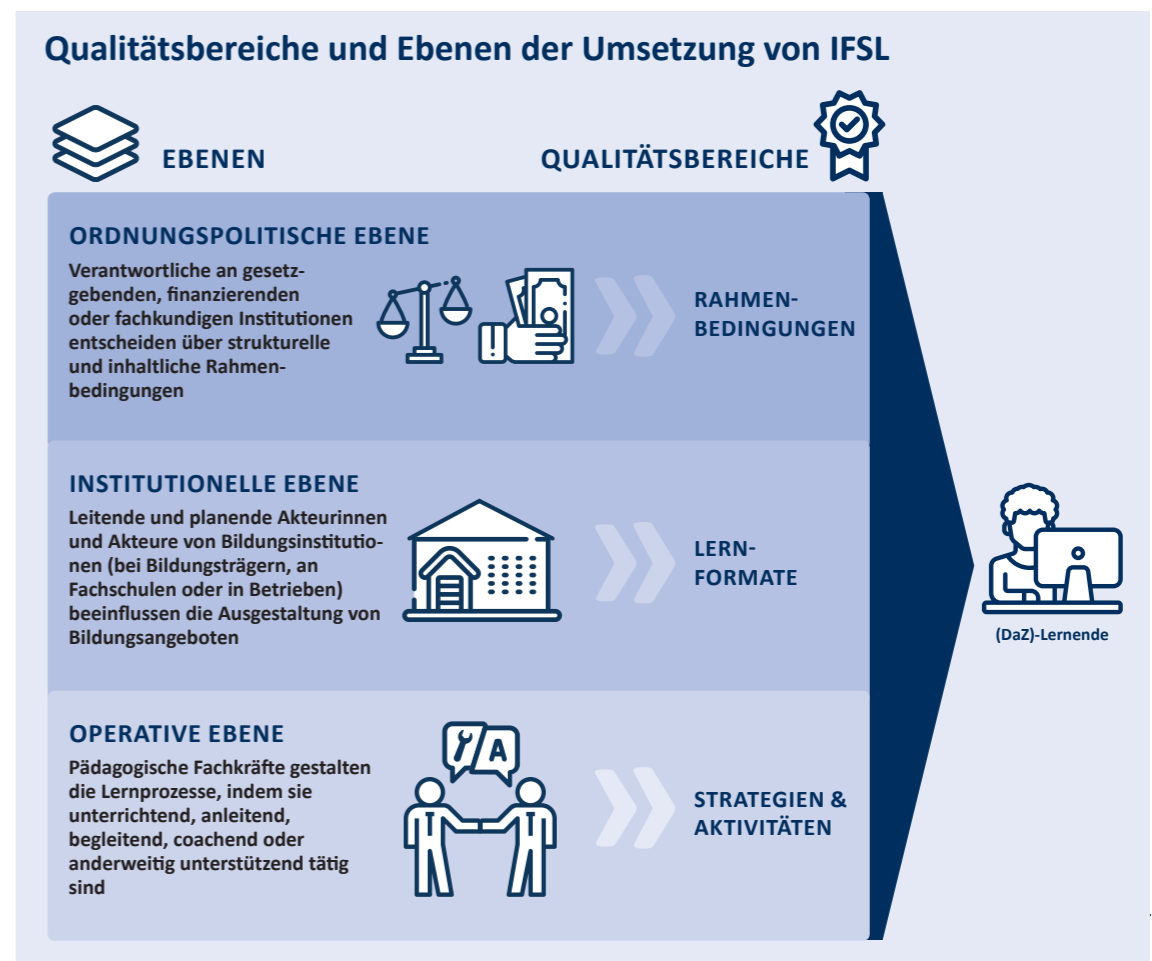 Qualitätsbereiche und Ebenen der Umsetzung von IFSL
EBENEN
QUALITÄTSBEREICHE
ORDNUNGSPOLITISCHE EBENE
Verantwortliche an gesetz-
gebenden, finanzierenden
oder fachkundigen Institutionen
entscheiden über strukturelle
und inhaltliche Rahmen-
bedingungen
RAHMEN-
BEDINGUNGEN
INSTITUTIONELLE EBENE
Leitende und planende Akteurinnen
und Akteure von Bildungsinstitutio-
nen (bei Bildungsträgern, an
Fachschulen oder in Betrieben)
beeinflussen die Ausgestaltung von
Bildungsangeboten
LERN-
FORMATE
(DaZ)-Lernende
OPERATIVE EBENE
Pädagogische Fachkräfte gestalten
die Lernprozesse, indem sie
unterrichtend, anleitend,
begleitend, coachend oder
anderweitig unterstützend tätig
sind
A
STRATEGIEN &
AKTIVITÄTEN